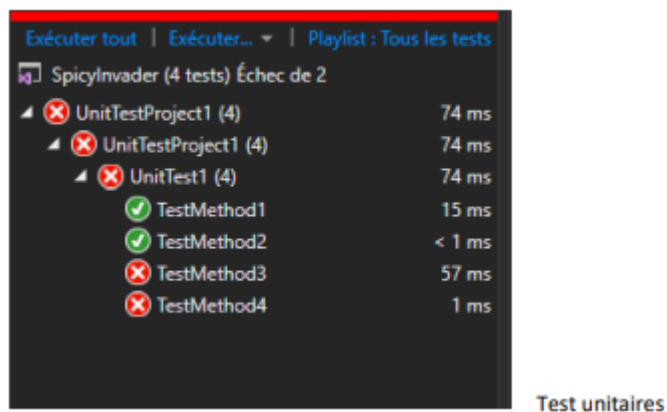 Exécuter tout | Exécuter... | Playlist : Tous les tests
SpicyInvader (4 tests) Échec de 2
UnitTestProject1 (4) 74 ms
UnitTestProject1 (4) 74 ms
UnitTest1 (4) 74 ms
TestMethod1 15 ms
TestMethod2 < 1 ms
TestMethod3 57 ms
TestMethod4 1 ms
Test unitaires